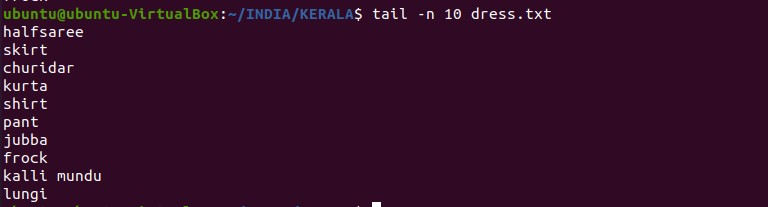 ubuntu@ubuntu-VirtualBox:~/INDIA/KERALA$ tail -n 10 dress.txt
halfsaree
skirt
churidar
kurta
shirt
pant
jubba
frock
kalli mundu
lungi